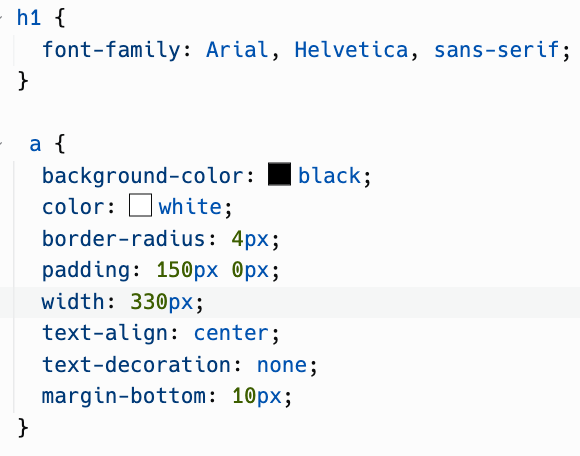 h1 {
font-family: Arial, Helvetica, sans-serif;
}
a {
background-color: black;
color: white;
border-radius: 4px;
padding: 150px 0px;
width: 330px;
text-align: center;
text-decoration: none;
margin-bottom: 10px;
}